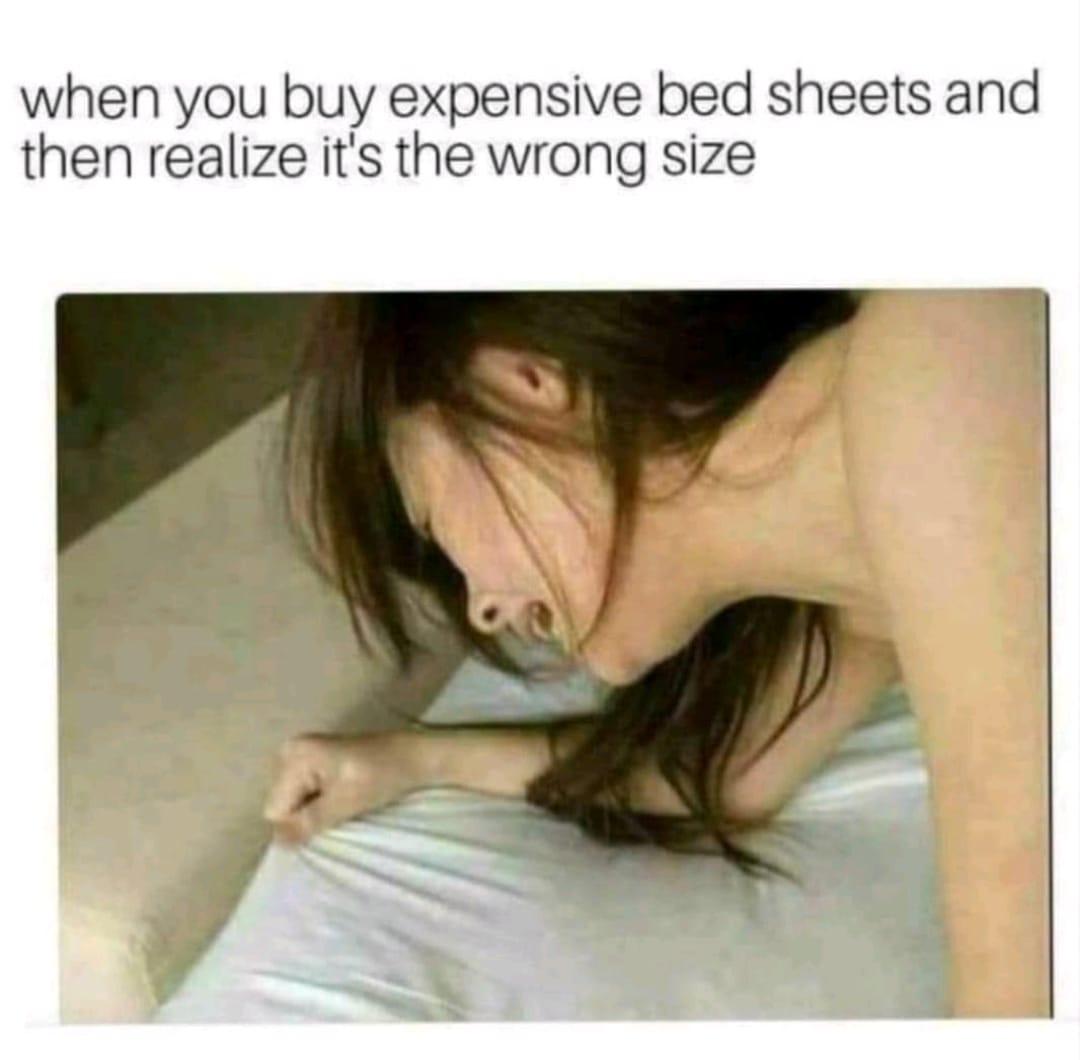 when you buy expensive bed sheets and
then realize it's the wrong size